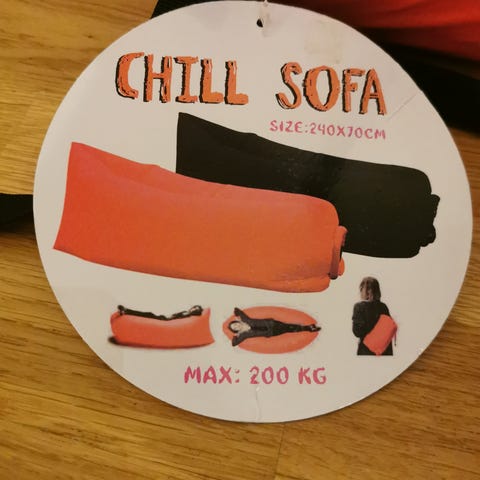 CHILL SOFA
SIZE:240X70CM
MAX: 200 KG